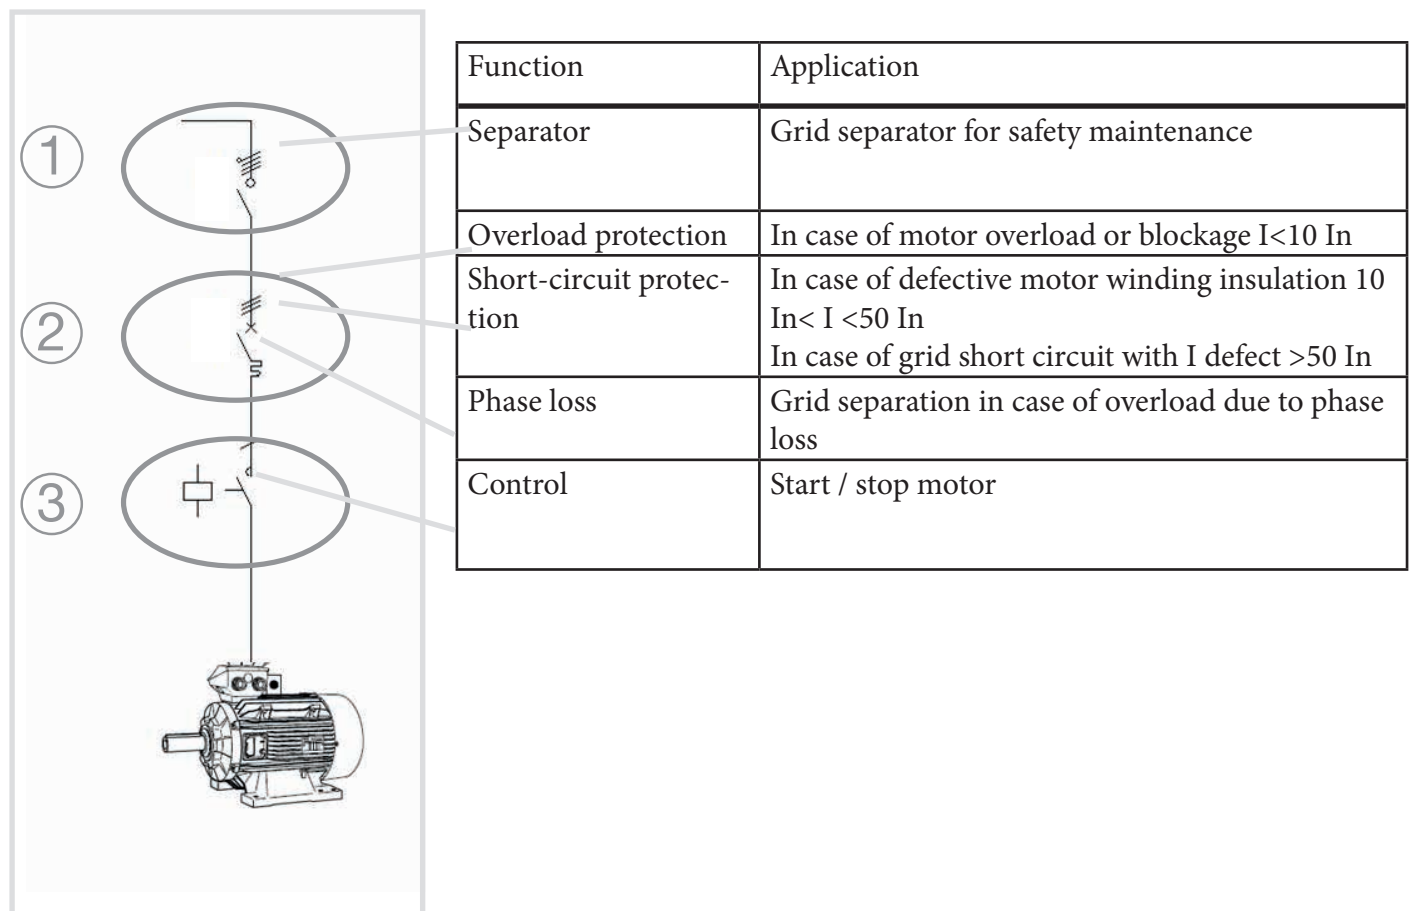 ①
②
③
Function
Application
Separator
Grid separator for safety maintenance
Overload protection
In case of motor overload or blockage I<10 In
Short-circuit protec-
tion
In case of defective motor winding insulation 10
In< I <50 In
In case of grid short circuit with I defect >50 In
Phase loss
Grid separation in case of overload due to phase
loss
Control
Start / stop motor